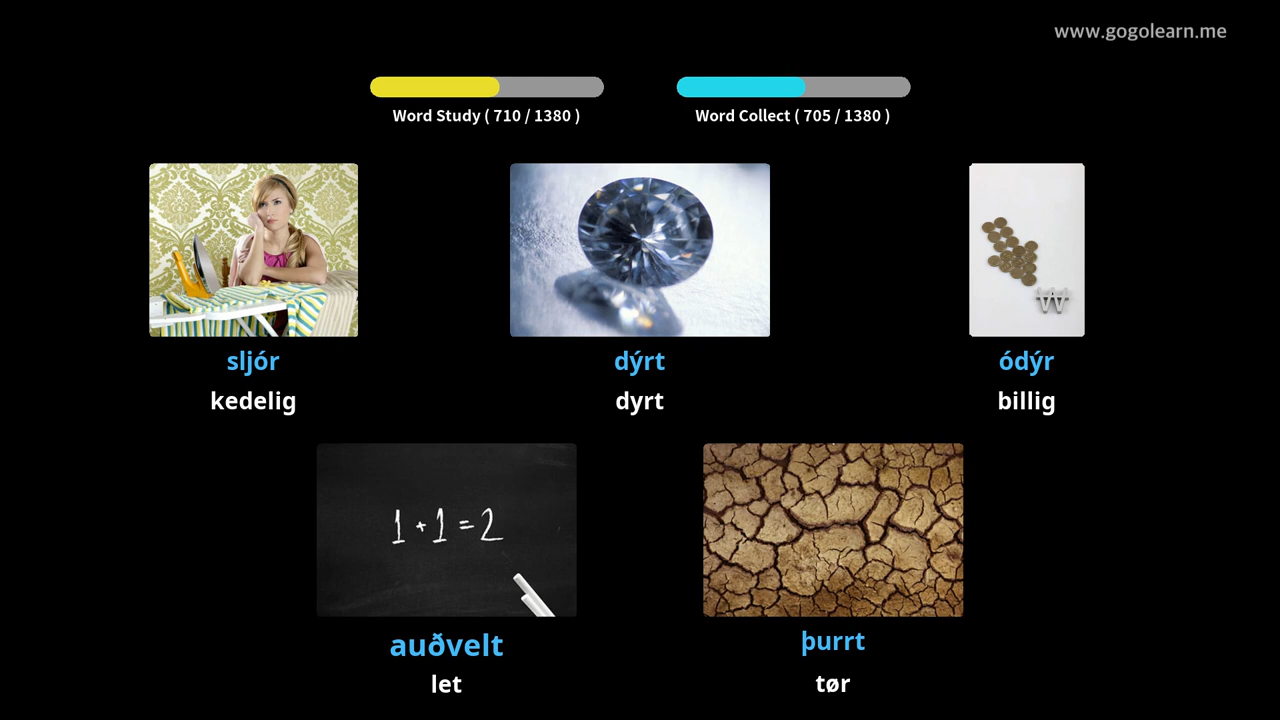 www.gogolearn.me
Word Study ( 710 / 1380 )
Word Collect ( 705 / 1380 )
sljór
dýrt
ódýr
kedelig
dyrt
billig
₩
1 + 1 = 2
auðvelt
þurrt
let
tør